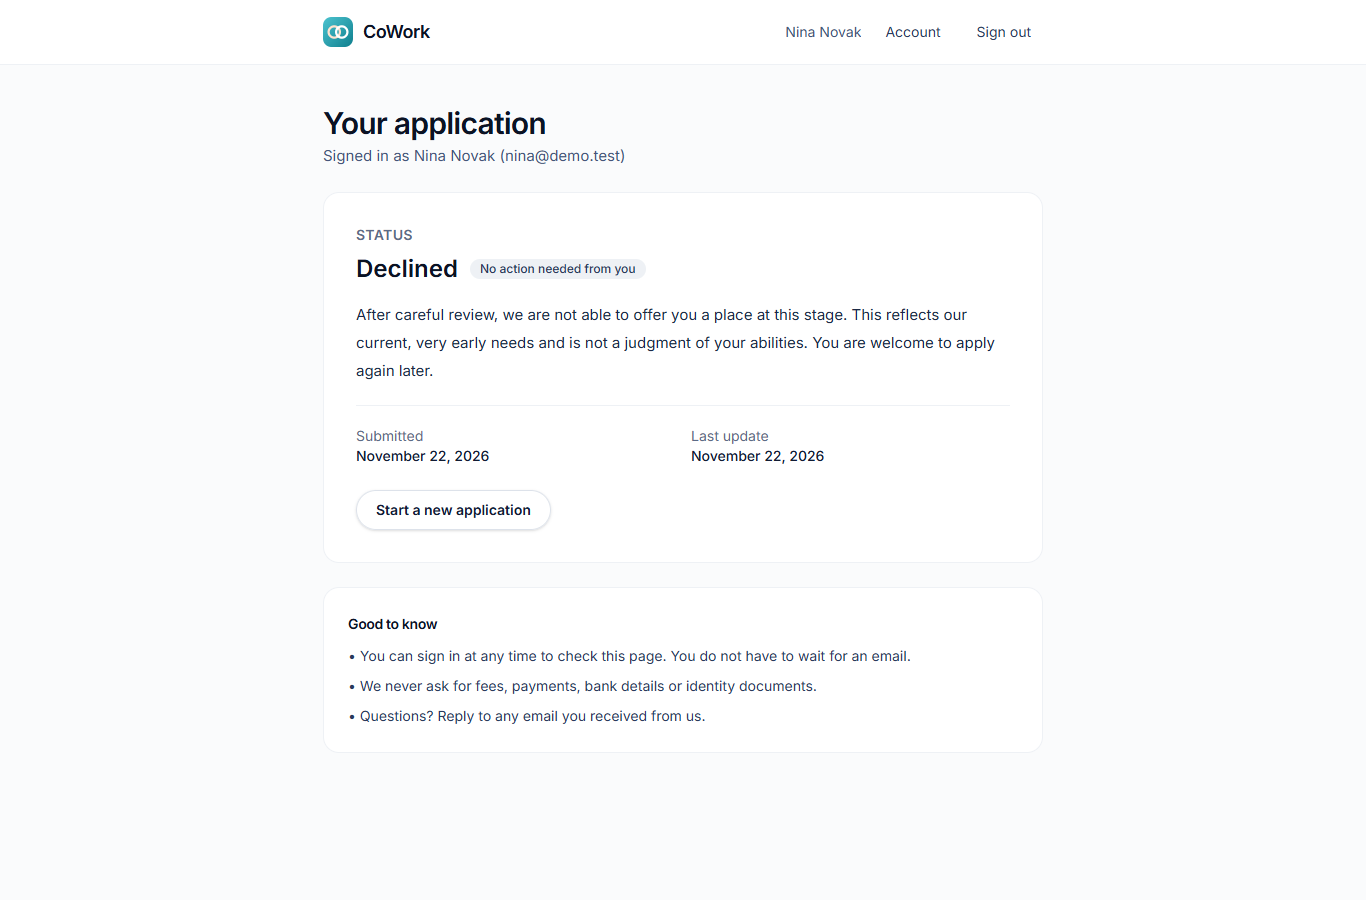 CoWork
Nina Novak Account Sign out
Your application
Signed in as Nina Novak (nina@demo.test)
STATUS
Declined No action needed from you
After careful review, we are not able to offer you a place at this stage. This reflects our
current, very early needs and is not a judgment of your abilities. You are welcome to apply
again later.
Submitted
November 22, 2026
Last update
November 22, 2026
Start a new application
Good to know
• You can sign in at any time to check this page. You do not have to wait for an email.
• We never ask for fees, payments, bank details or identity documents.
• Questions? Reply to any email you received from us.